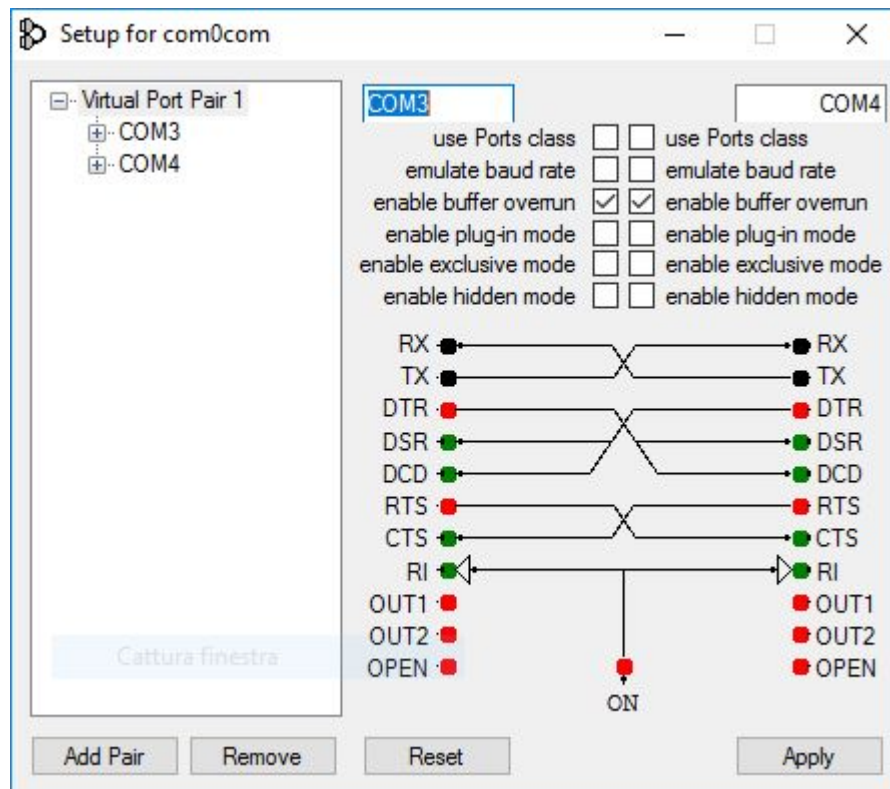 Setup for com0com
Virtual Port Pair 1
COM3
COM4
COM3 COM4
use Ports class use Ports class
emulate baud rate emulate baud rate
enable buffer overrun enable buffer overrun
enable plug-in mode enable plug-in mode
enable exclusive mode enable exclusive mode
enable hidden mode enable hidden mode
RX RX
TX TX
DTR DTR
DSR DSR
DCD DCD
RTS RTS
CTS CTS
RI RI
OUT1 OUT1
OUT2 OUT2
Cattura finestra
OPEN OPEN
ON
Add Pair Remove Reset Apply